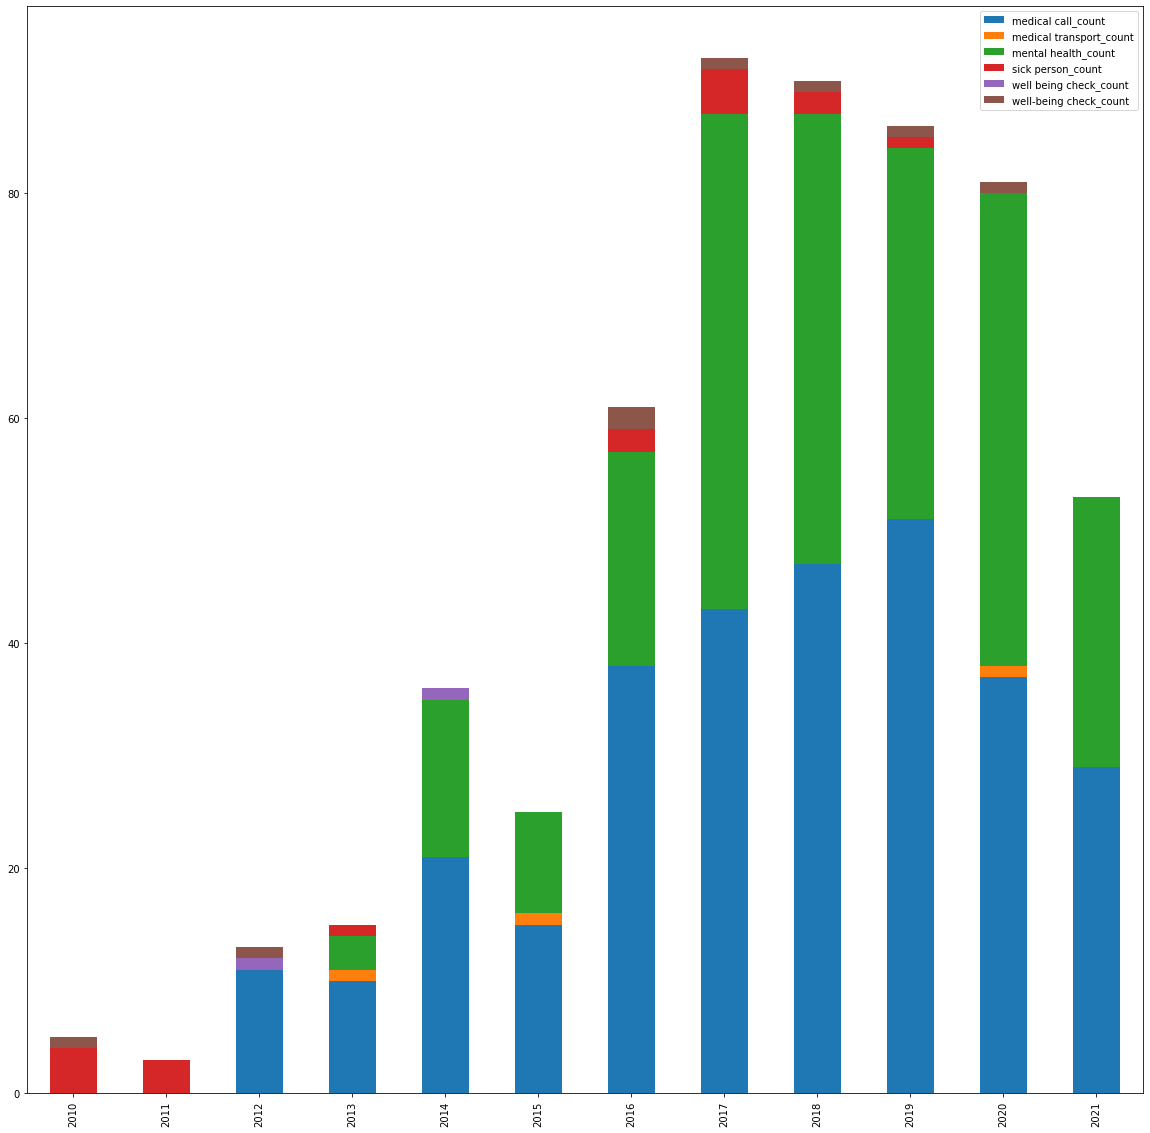 medical call_count
medical transport_count
mental health_count
sick person_count
well being check_count
well-being check_count
80
60
40
20
0
2010
2011
2012
2013
2014
2015
2016
2017
2018
2019
2020
2021